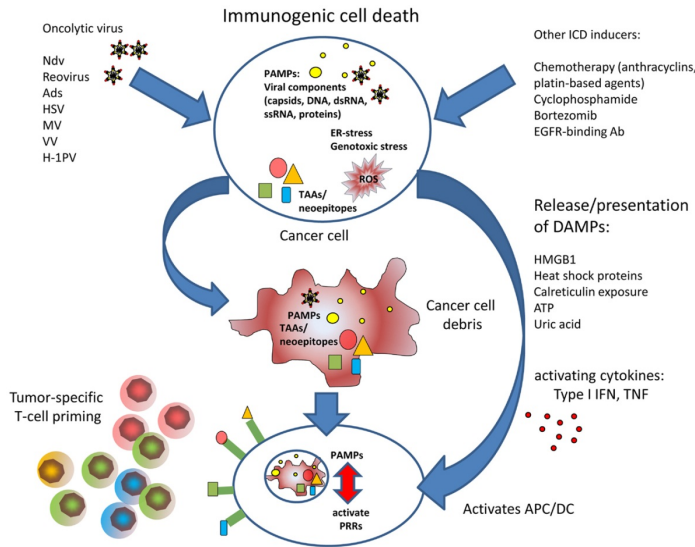 Immunogenic cell death
Oncolytic virus
Ndv
Reovirus
Ads
HSV
MV
VV
H-1PV
PAMPs:
Viral components
(capsids, DNA, dsRNA,
ssRNA, proteins)
ER-stress
Genotoxic stress
ROS
TAAs/
neoepitopes
Cancer cell
Other ICD inducers:
Chemotherapy (anthracyclins,
platin-based agents)
Cyclophosphamide
Bortezomib
EGFR-binding Ab
Release/presentation
of DAMPs:
HMGB1
Heat shock proteins
Calreticulin exposure
ATP
Uric acid
PAMPs
TAAs/
neoepitopes
Cancer cell
debris
activating cytokines:
Type I IFN, TNF
Tumor-specific
T-cell priming
PAMPs
activate
PRRs
Activates APC/DC